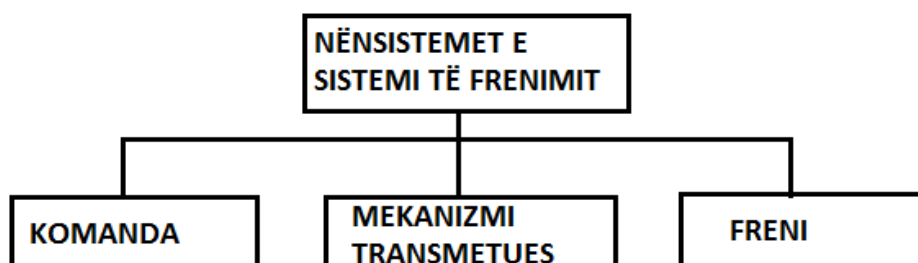 NËNSISTEMET E
SISTEMI TË FRENIMIT
KOMANDA
MEKANIZMI
TRANSMETUES
FRENI